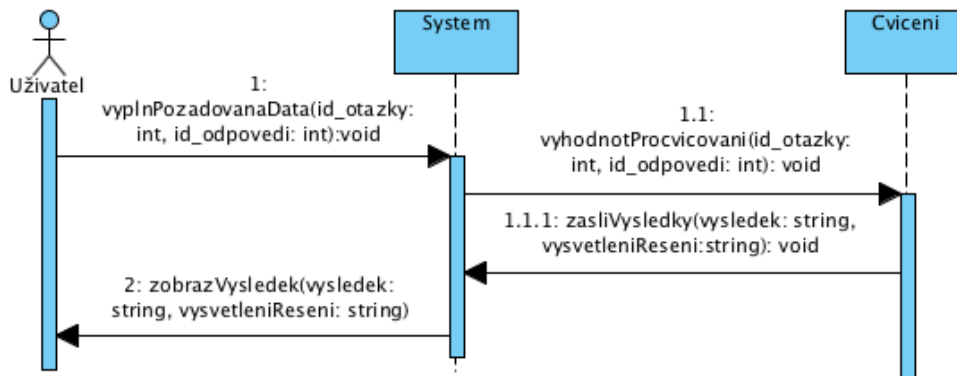 System
Cviceni
Uživatel
1:
vyplnPozadovanaData(id_otazky:
int, id_odpovedi: int):void
1.1:
vyhodnotProcvicovani(id_otazky:
int, id_odpovedi: int): void
1.1.1: zasliVysledky(vysledek: string,
vysvetleniReseni:string): void
2: zobrazVysledek(vysledek:
string, vysvetleniReseni: string)